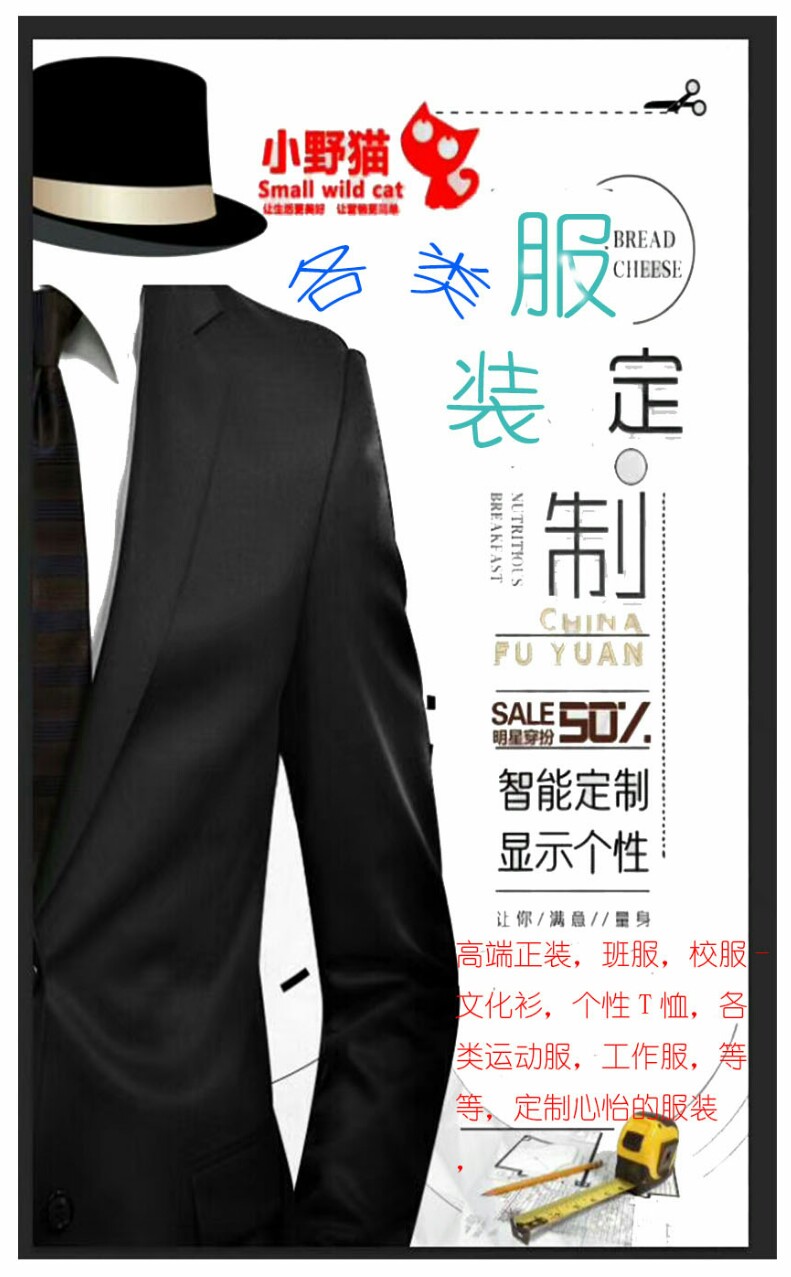 小野猫
Small wild cat
让生活更美好 让营销更简单
各类服
装
BREAD
CHEESE
定
制
NUTRITIOUS
BREAKFAST
CHINA
FU YUAN
SALE 50%
明星穿扮
智能定制
显示个性
让你/满意//量身
高端正装，班服，校服-
文化衫，个性T恤，各
类运动服，工作服，等
等，定制心怡的服装
，